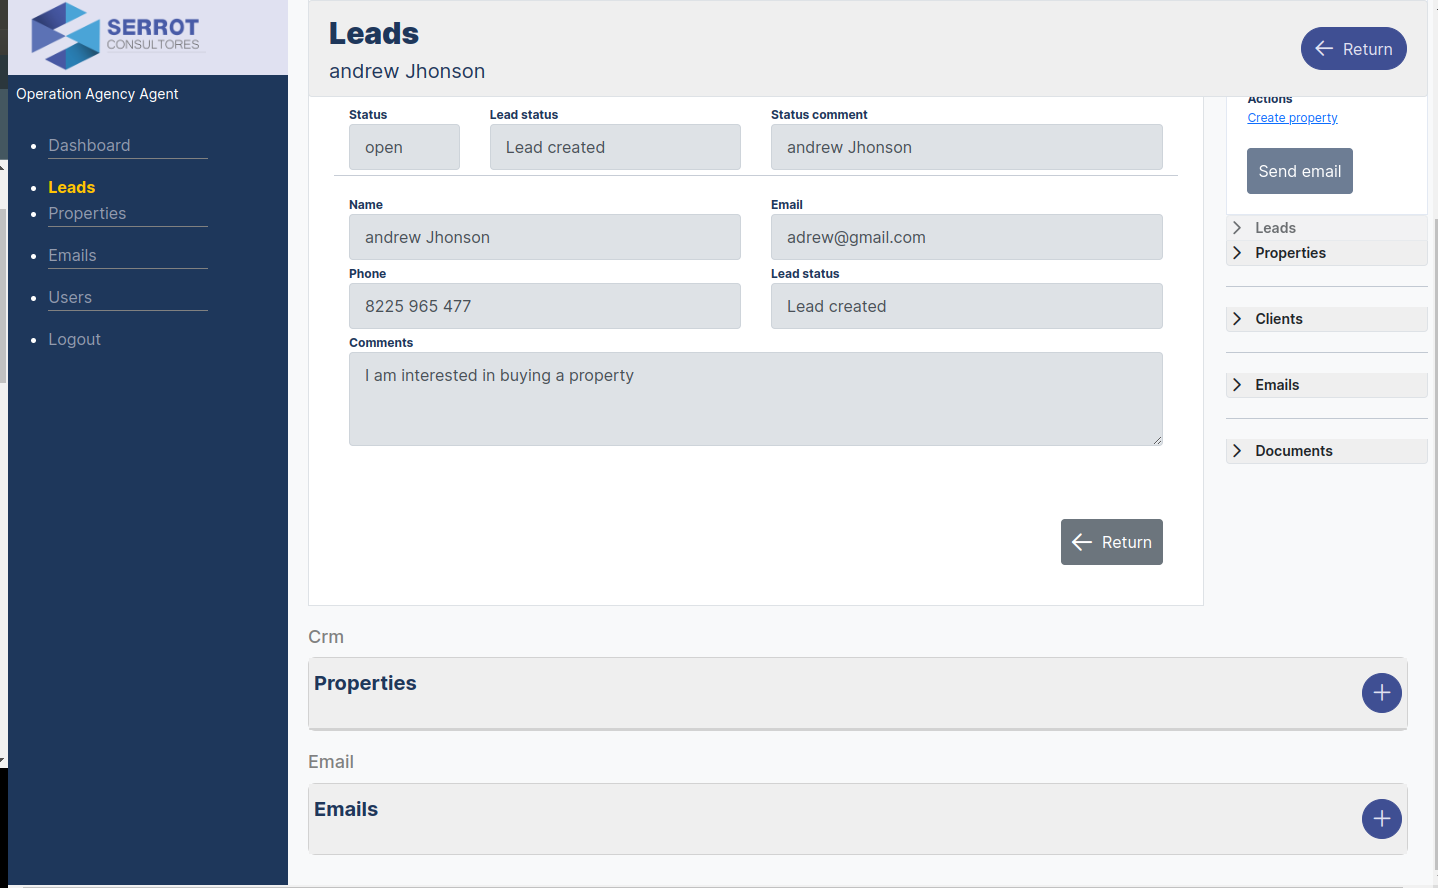 SERROT
CONSULTORES
Operation Agency Agent
Dashboard
Leads
Properties
Emails
Users
Logout
Leads
andrew Jhonson
Return
Status
open
Lead status
Lead created
Status comment
andrew Jhonson
Name
andrew Jhonson
Email
adrew@gmail.com
Phone
8225 965 477
Lead status
Lead created
Comments
I am interested in buying a property
Return
Actions
Create property
Send email
Leads
Properties
Clients
Emails
Documents
Crm
Properties
Email
Emails